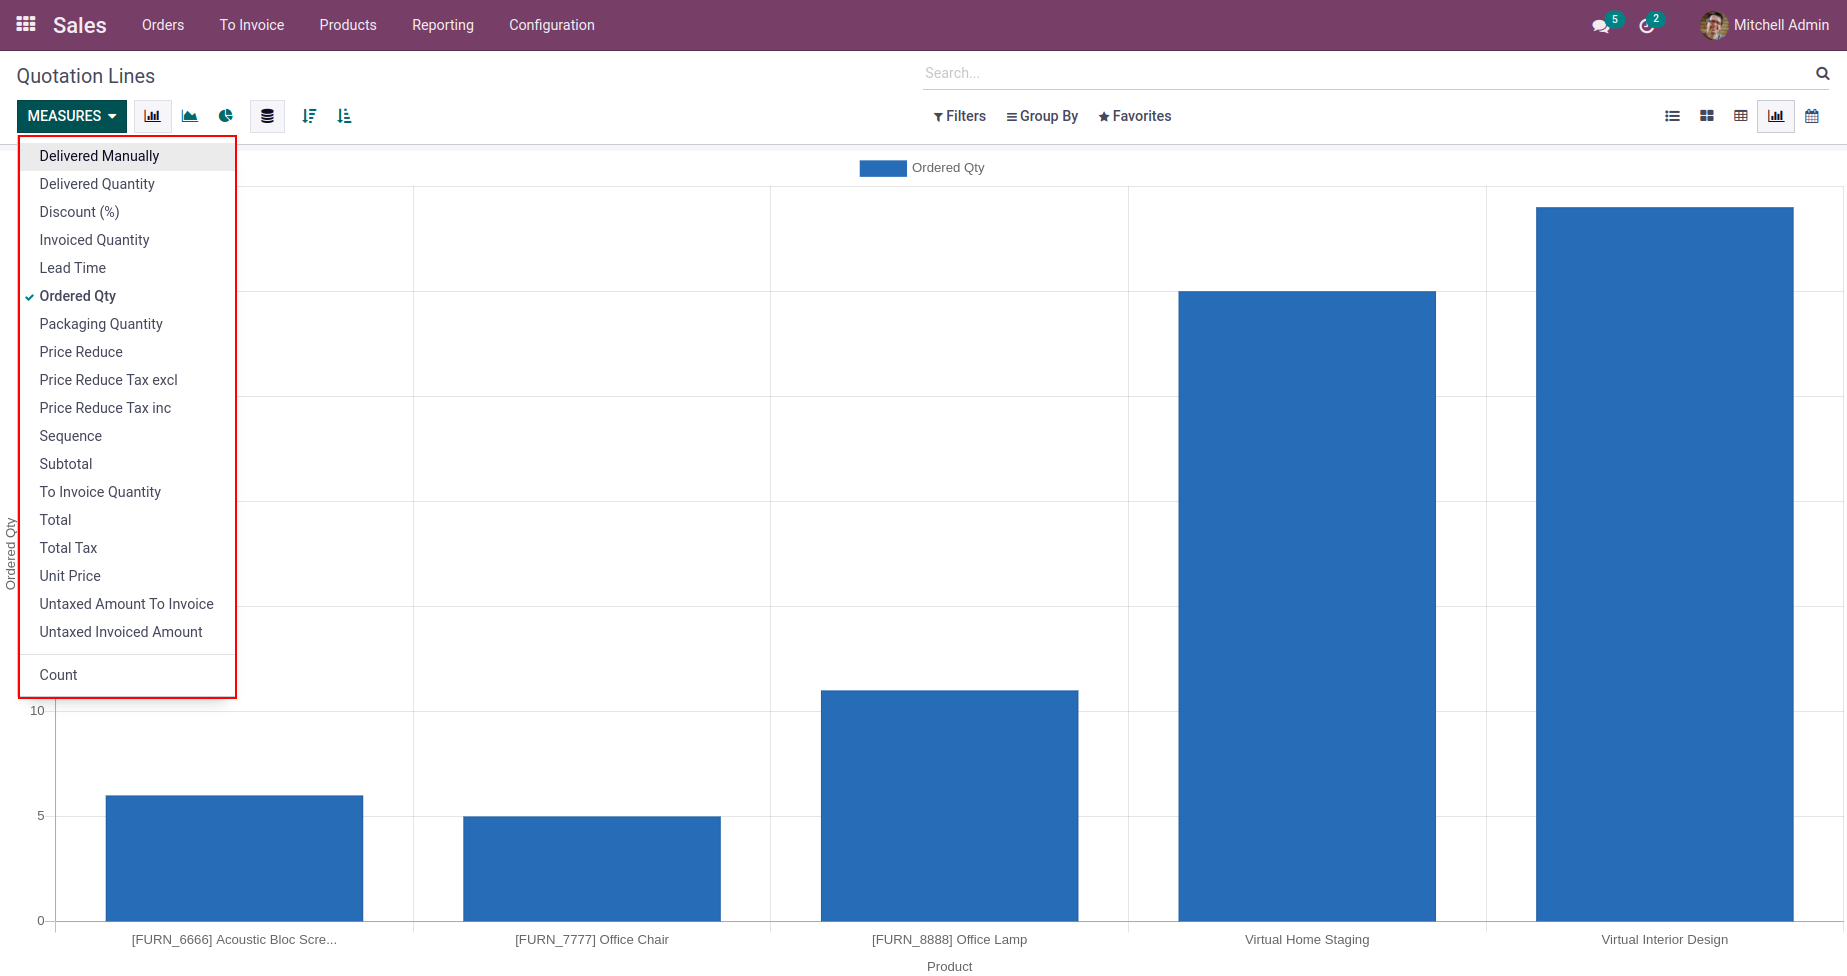 Sales Orders To Invoice Products Reporting Configuration 5 2 Mitchell Admin
Quotation Lines
Search...
MEASURES Filters Group By Favorites
Delivered Manually
Delivered Quantity
Discount (%)
Invoiced Quantity
Lead Time
Ordered Qty
Packaging Quantity
Price Reduce
Price Reduce Tax excl
Price Reduce Tax inc
Sequence
Subtotal
To Invoice Quantity
Total
Total Tax
Unit Price
Untaxed Amount To Invoice
Untaxed Invoiced Amount
Count
Ordered Qty
Ordered Qty
10
5
0
[FURN_6666] Acoustic Bloc Scre... [FURN_7777] Office Chair [FURN_8888] Office Lamp Virtual Home Staging Virtual Interior Design
Product